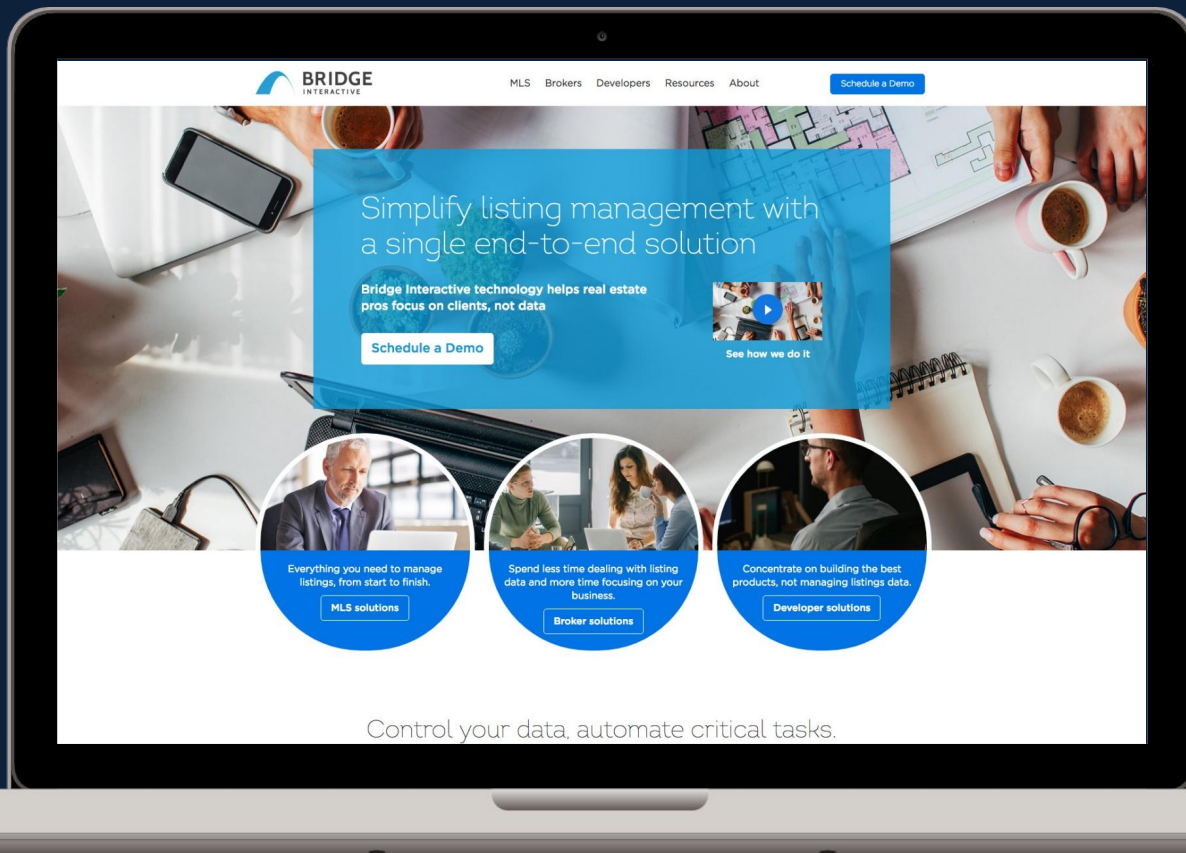 BRIDGE
INTERACTIVE
MLS Brokers Developers Resources About
Schedule a Demo
Simplify listing management with
a single end-to-end solution
Bridge Interactive technology helps real estate
pros focus on clients, not data
Schedule a Demo
See how we do it
Everything you need to manage
listings, from start to finish.
MLS solutions
Spend less time dealing with listing
data and more time focusing on your
business.
Broker solutions
Concentrate on building the best
products, not managing listings data.
Developer solutions
Control your data, automate critical tasks.